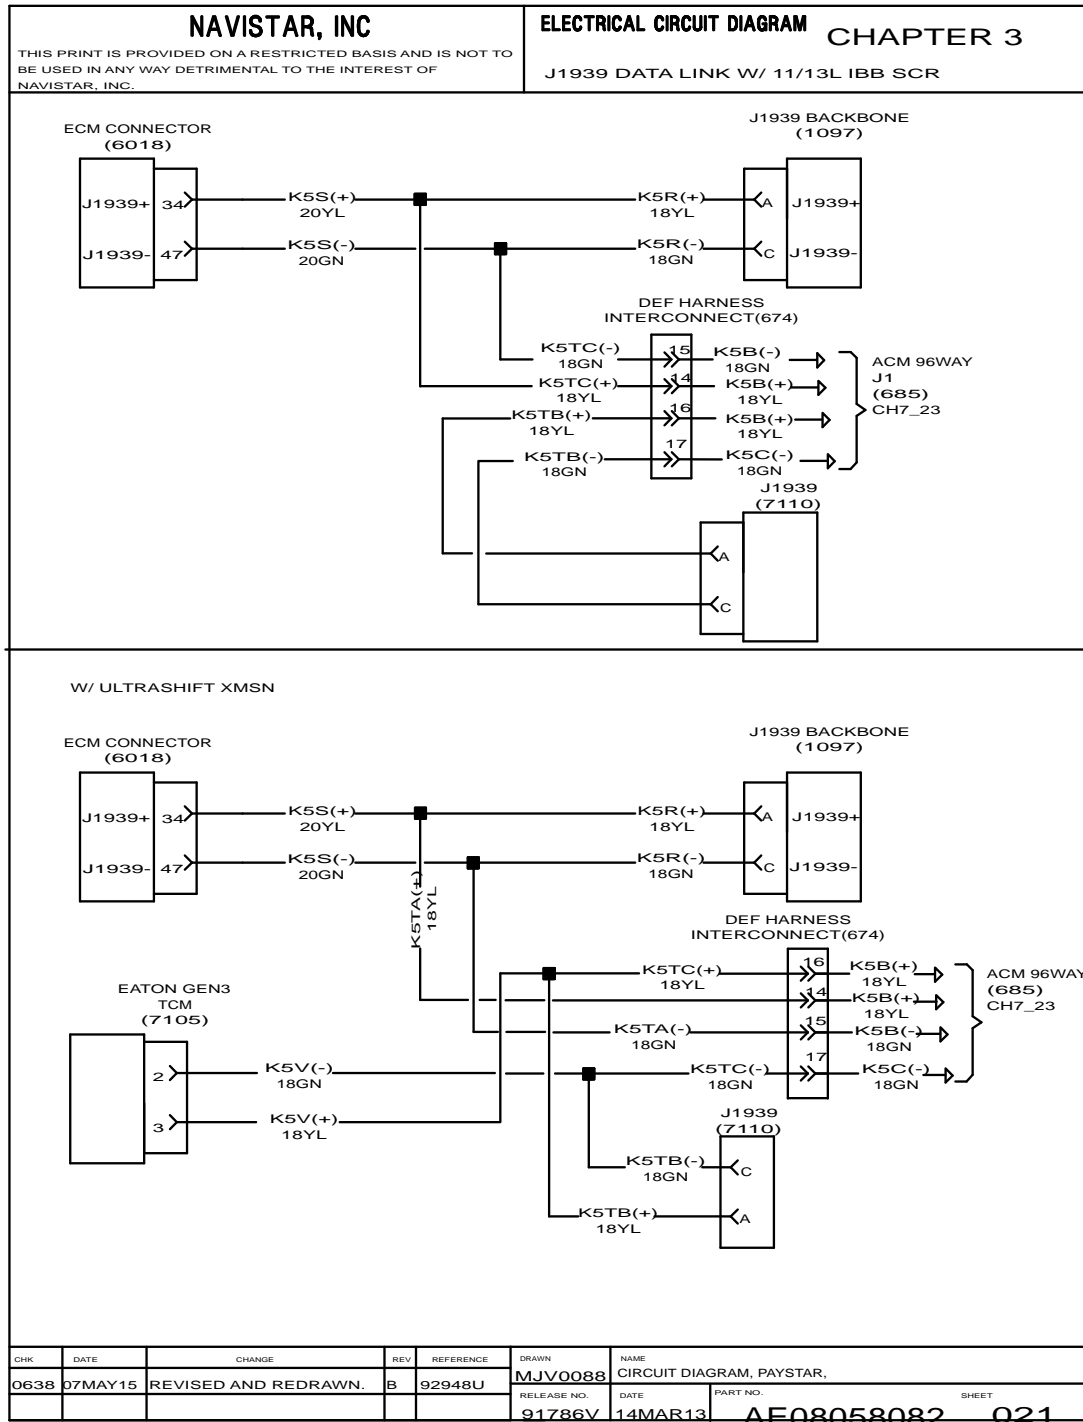 NAVISTAR, INC
THIS PRINT IS PROVIDED ON A RESTRICTED BASIS AND IS NOT TO
BE USED IN ANY WAY DETRIMENTAL TO THE INTEREST OF
NAVISTAR, INC.
ELECTRICAL CIRCUIT DIAGRAM
CHAPTER 3
J1939 DATA LINK W/ 11/13L IBB SCR
ECM CONNECTOR
(6018)
J1939+ 34
J1939- 47
K5S(+)
20YL
K5S(-)
20GN
J1939 BACKBONE
(1097)
K5R(+)
18YL
K5R(-)
18GN
A J1939+
C J1939-
DEF HARNESS
INTERCONNECT(674)
K5TC(-) 15 K5B(-)
18GN 18GN
K5TC(+) 14 K5B(+)
18YL 18YL
K5TB(+) 16 K5B(+)
18YL 18YL
K5TB(-) 17 K5C(-)
18GN 18GN
ACM 96WAY
J1
(685)
CH7_23
J1939
(7110)
A
C
W/ ULTRASHIFT XMSN
ECM CONNECTOR
(6018)
J1939+ 34
J1939- 47
K5S(+)
20YL
K5S(-)
20GN
K5TA(+)
18YL
J1939 BACKBONE
(1097)
K5R(+)
18YL
K5R(-)
18GN
A J1939+
C J1939-
DEF HARNESS
INTERCONNECT(674)
K5TC(+) 16 K5B(+)
18YL 18YL
14 K5B(+)
18YL
K5TA(-) 15 K5B(-)
18GN 18GN
K5TC(-) 17 K5C(-)
18GN 18GN
ACM 96WAY
(685)
CH7_23
EATON GEN3
TCM
(7105)
2 K5V(-)
18GN
3 K5V(+)
18YL
J1939
(7110)
K5TB(-) C
18GN
K5TB(+) A
18YL
CHK DATE CHANGE REV REFERENCE
0638 07MAY15 REVISED AND REDRAWN. B 92948U
DRAWN
MJV0088
NAME
CIRCUIT DIAGRAM, PAYSTAR,
RELEASE NO. DATE PART NO. SHEET
91786V 14MAR13 AE08058082 021